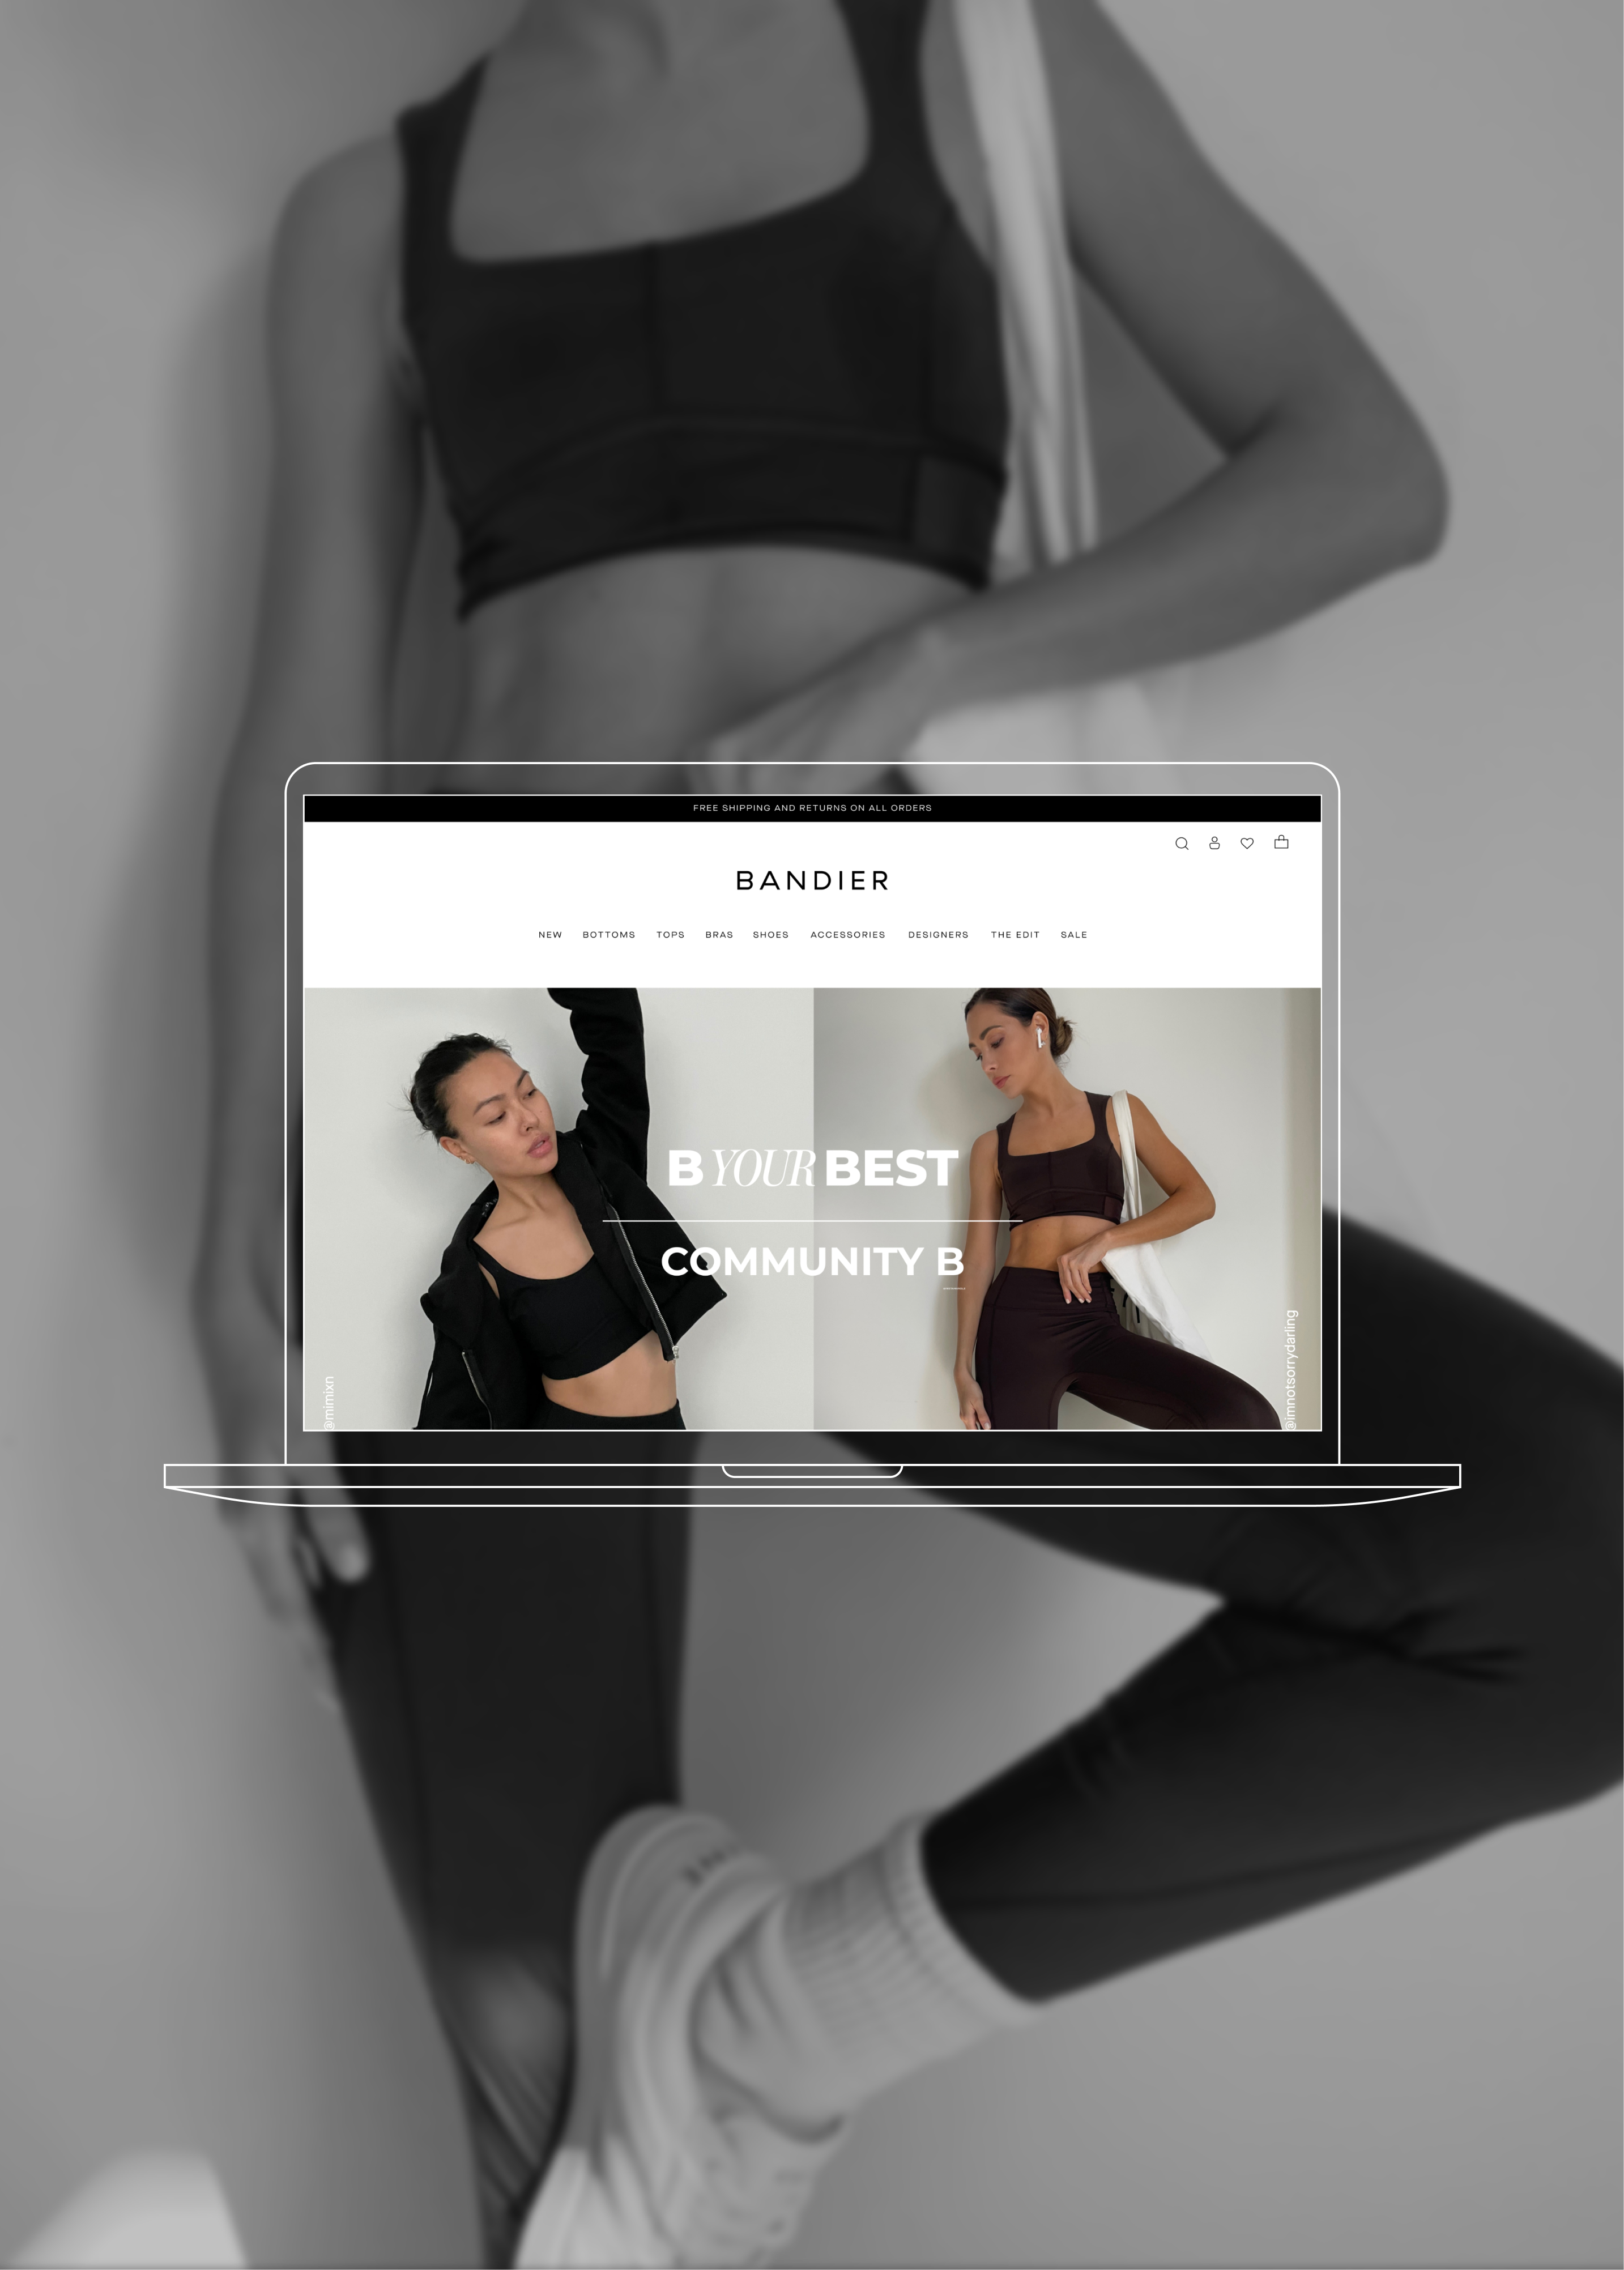 FREE SHIPPING AND RETURNS ON ALL ORDERS
BANDIER
NEW BOTTOMS TOPS BRAS SHOES ACCESSORIES DESIGNERS THE EDIT SALE
B YOUR BEST
COMMUNITY B
@mimixn
@imnotsorrydarling